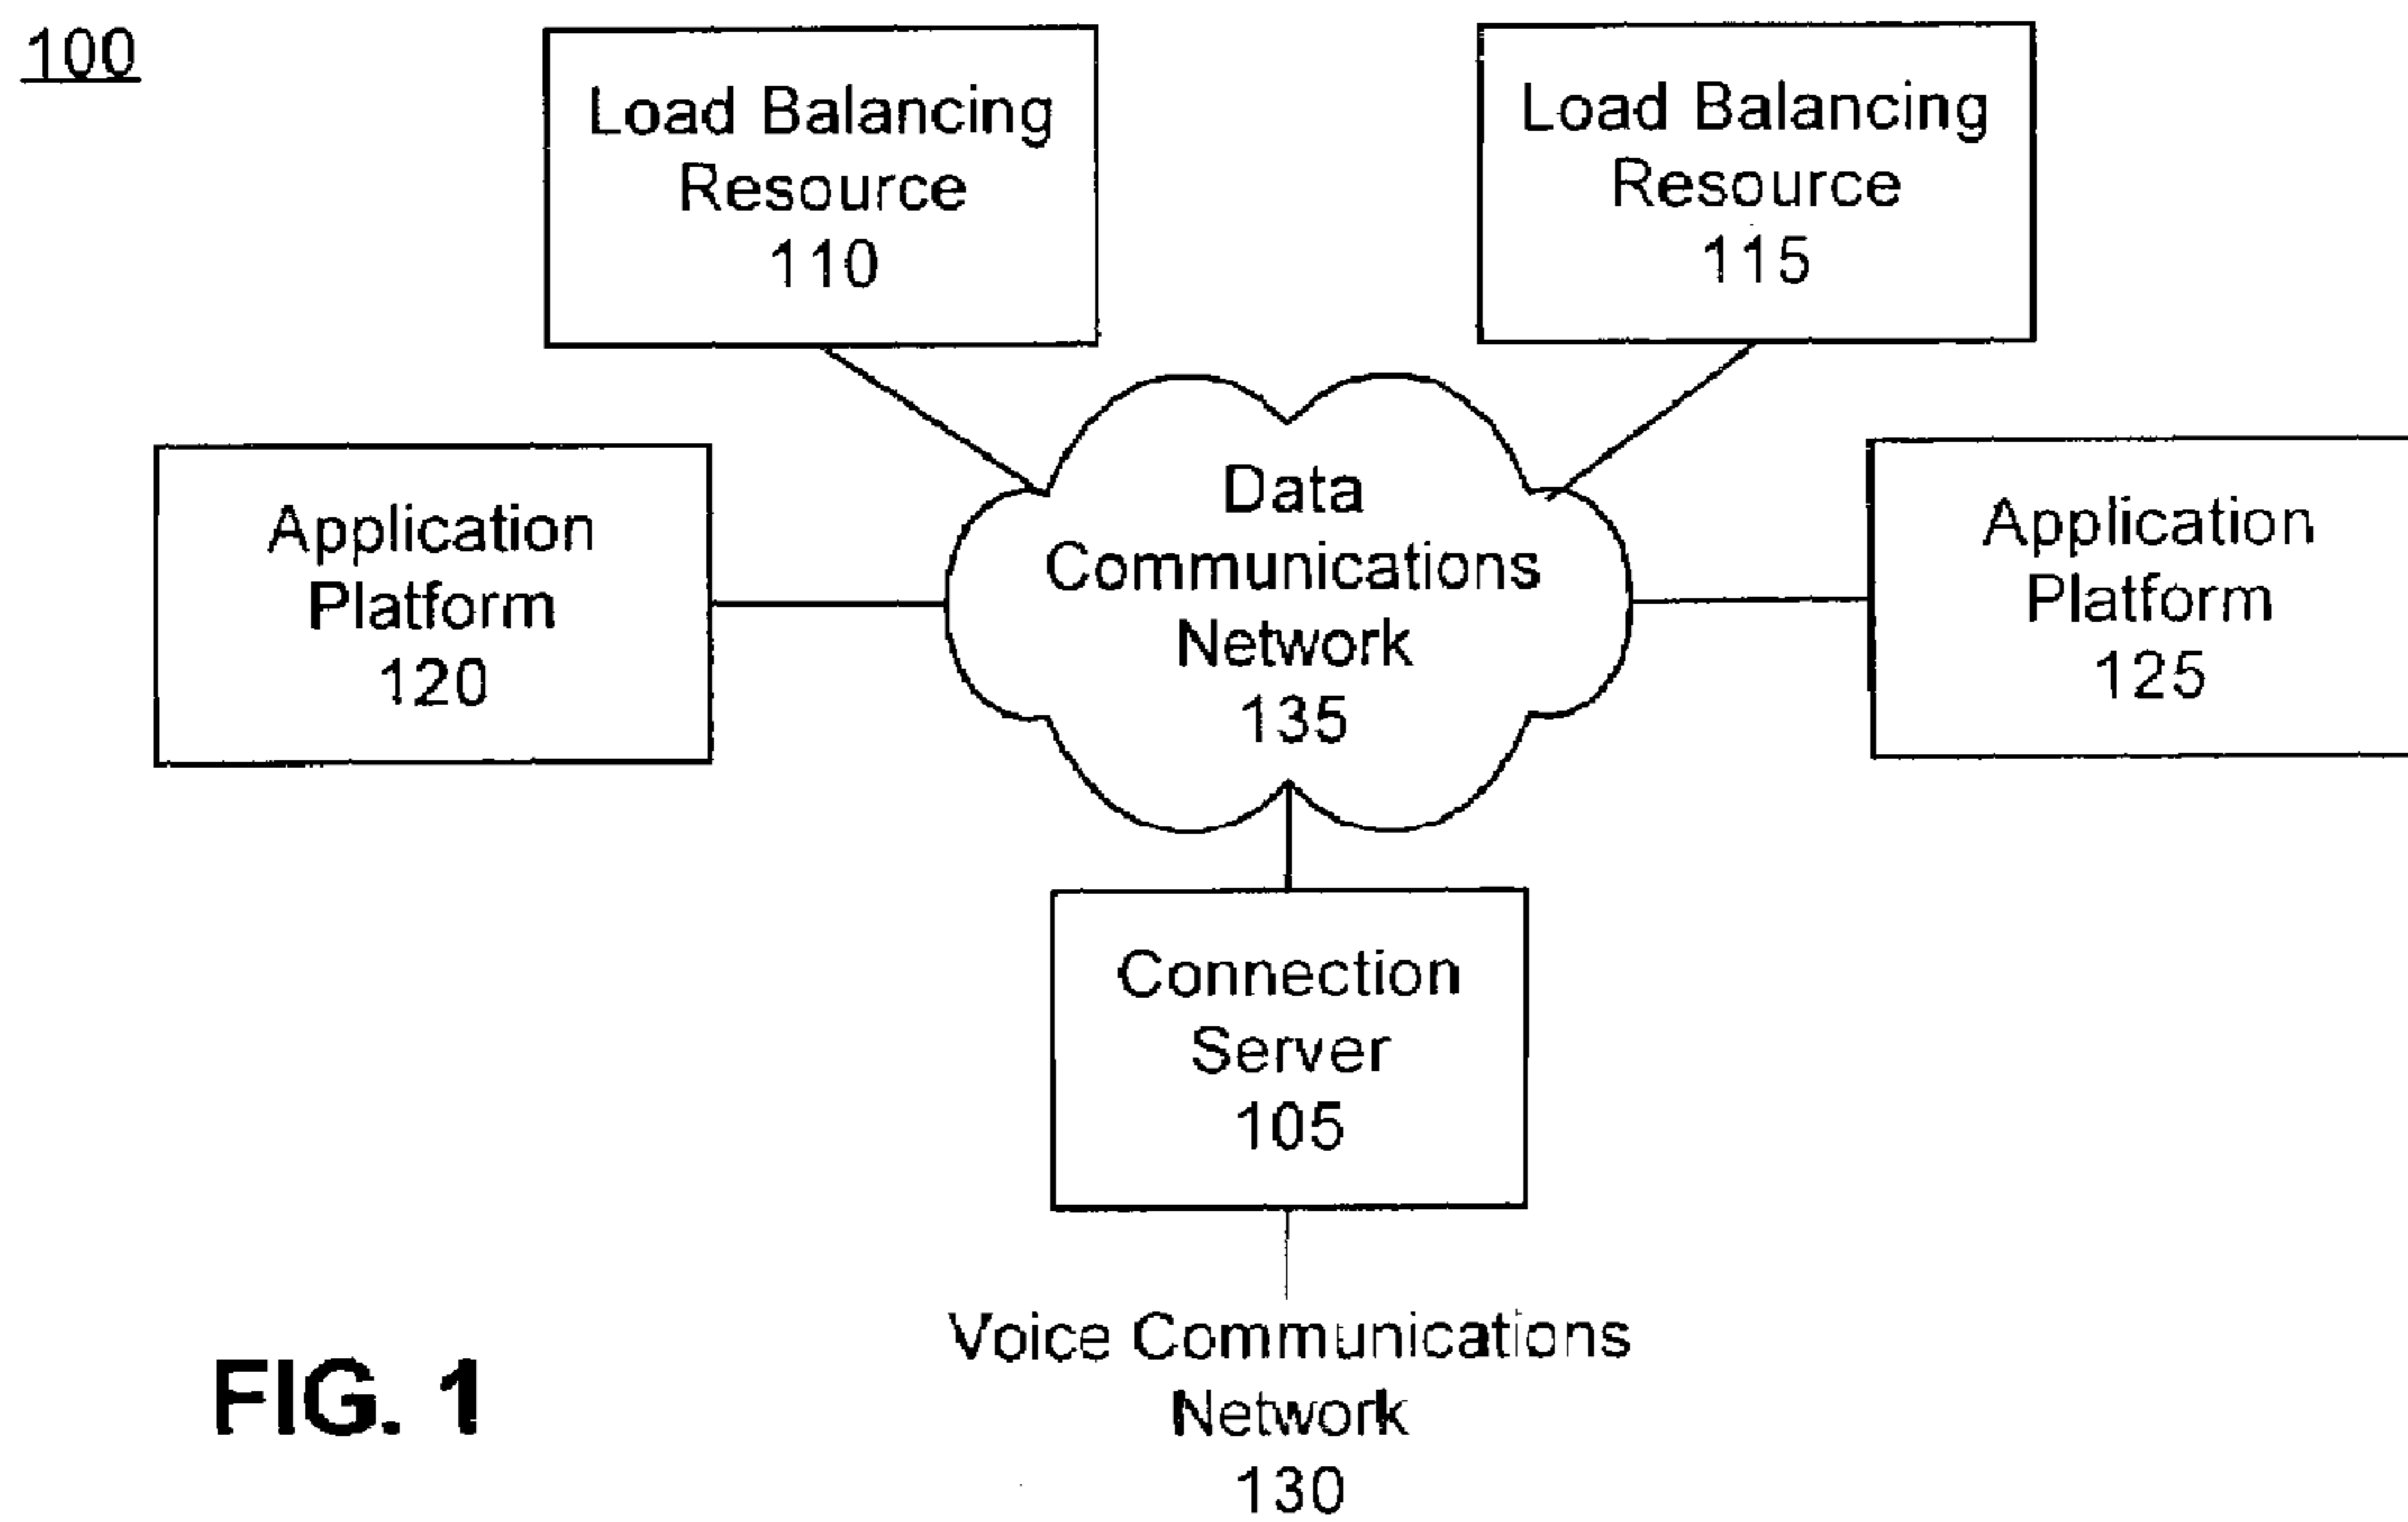 100
Load Balancing
Resource
110
Load Balancing
Resource
115
Application
Platform
120
Data
Communications
Network
135
Application
Platform
125
Connection
Server
105
Voice Communications
Network
130
FIG. 1